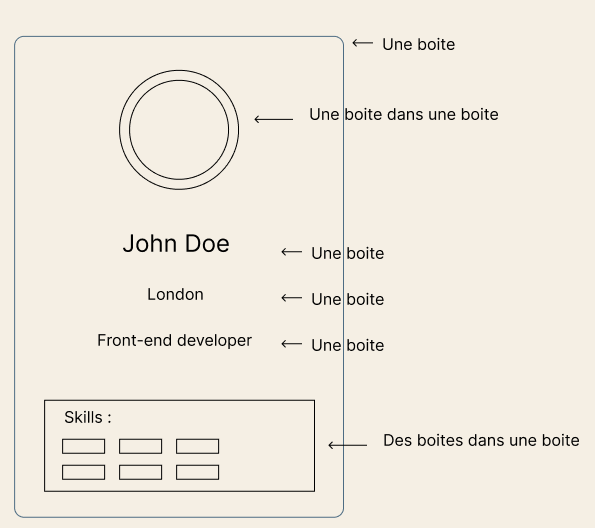 Une boite
Une boite dans une boite
John Doe
Une boite
London
Une boite
Front-end developer
Une boite
Skills :
Des boites dans une boite